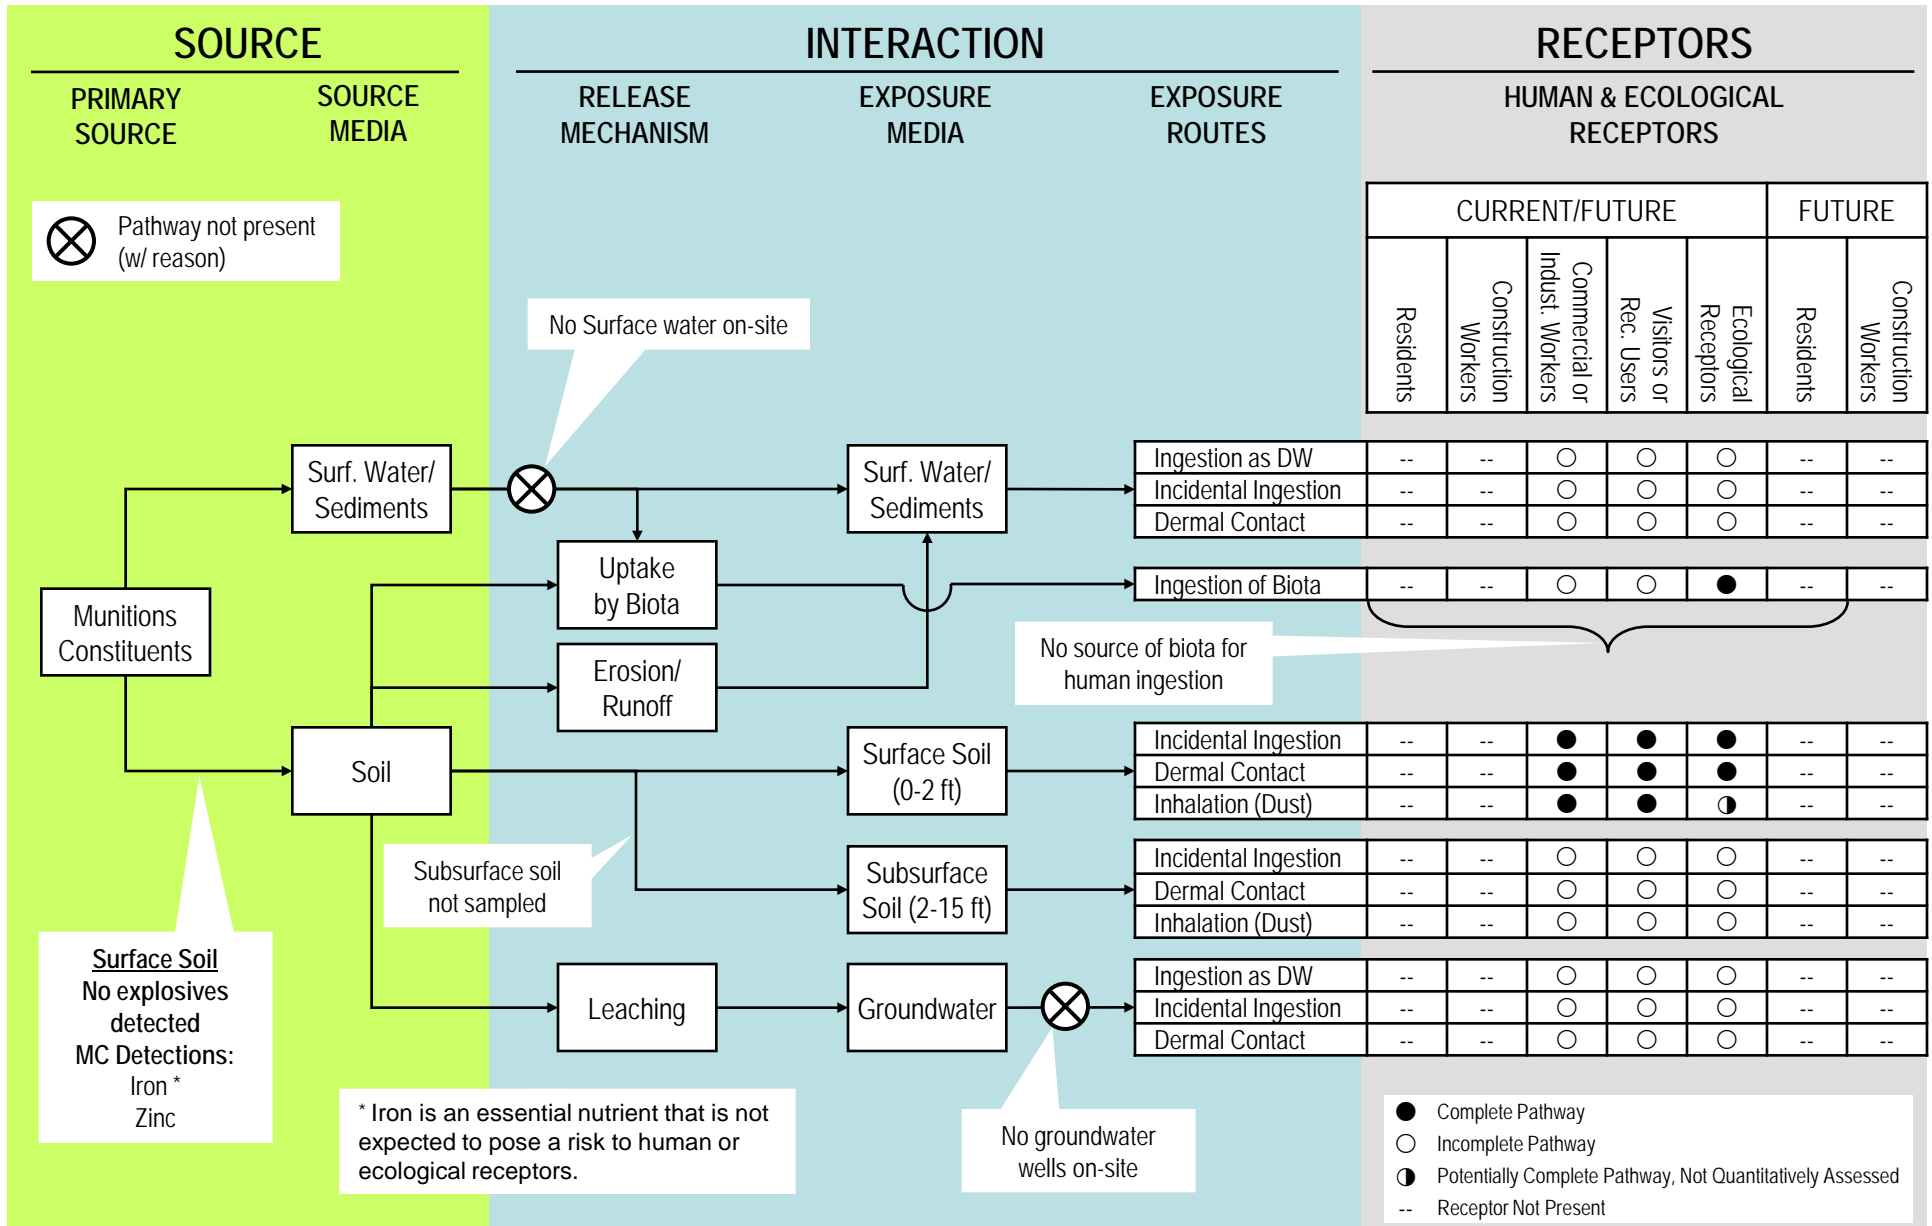 SOURCE
INTERACTION
RECEPTORS
PRIMARY
SOURCE
SOURCE
MEDIA
RELEASE
MECHANISM
EXPOSURE
MEDIA
EXPOSURE
ROUTES
HUMAN & ECOLOGICAL
RECEPTORS
Pathway not present
(w/ reason)
CURRENT/FUTURE
FUTURE
Residents
Construction
Workers
Commercial or
Indust. Workers
Visitors or
Rec. Users
Ecological
Receptors
Residents
Construction
Workers
No Surface water on-site
Surf. Water/
Sediments
Surf. Water/
Sediments
Ingestion as DW -- -- ○ ○ ○ -- --
Incidental Ingestion -- -- ○ ○ ○ -- --
Dermal Contact -- -- ○ ○ ○ -- --
Uptake
by Biota
Ingestion of Biota -- -- ○ ○ ● -- --
Munitions
Constituents
No source of biota for
human ingestion
Erosion/
Runoff
Soil
Surface Soil
(0-2 ft)
Incidental Ingestion -- -- ● ● ● -- --
Dermal Contact -- -- ● ● ● -- --
Inhalation (Dust) -- -- ● ● ◑ -- --
Subsurface soil
not sampled
Subsurface
Soil (2-15 ft)
Incidental Ingestion -- -- ○ ○ ○ -- --
Dermal Contact -- -- ○ ○ ○ -- --
Inhalation (Dust) -- -- ○ ○ ○ -- --
Surface Soil
No explosives
detected
MC Detections:
Iron *
Zinc
Leaching
Groundwater
Ingestion as DW -- -- ○ ○ ○ -- --
Incidental Ingestion -- -- ○ ○ ○ -- --
Dermal Contact -- -- ○ ○ ○ -- --
* Iron is an essential nutrient that is not
expected to pose a risk to human or
ecological receptors.
No groundwater
wells on-site
● Complete Pathway
○ Incomplete Pathway
◑ Potentially Complete Pathway, Not Quantitatively Assessed
-- Receptor Not Present